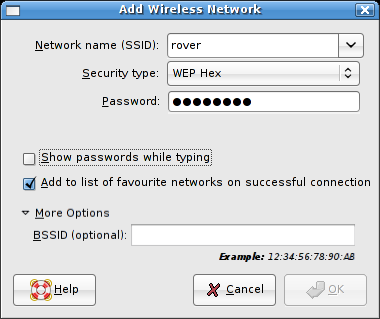 Add Wireless Network
Network name (SSID): rover
Security type: WEP Hex
Password: ●●●●●●●●
Show passwords while typing
Add to list of favourite networks on successful connection
More Options
BSSID (optional):
Example: 12:34:56:78:90:AB
Help Cancel OK